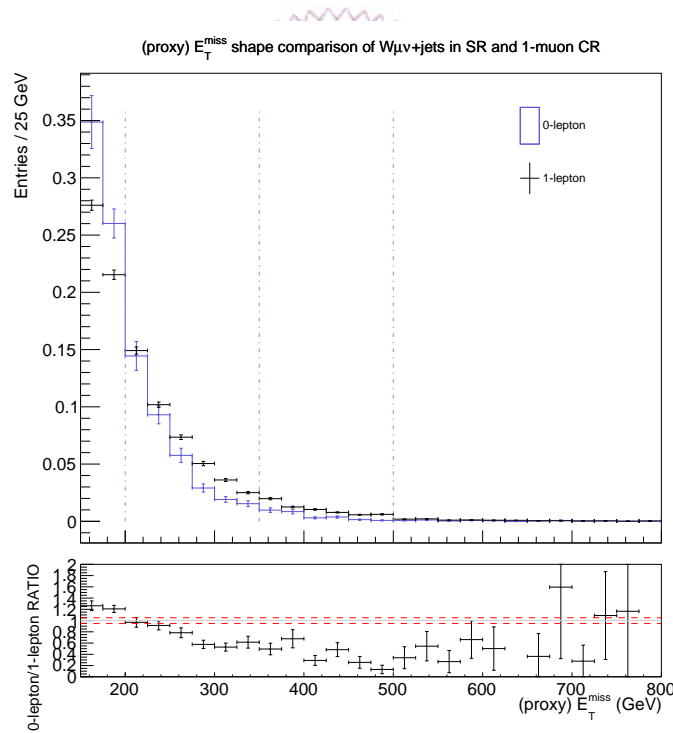 (proxy) E_T^miss shape comparison of Wμν+jets in SR and 1-muon CR
Entries / 25 GeV
0.35
0.3
0.25
0.2
0.15
0.1
0.05
0
0-lepton
1-lepton
0-lepton/1-lepton RATIO
2
1.8
1.6
1.4
1.2
1
0.8
0.6
0.4
0.2
0
200 300 400 500 600 700 800
(proxy) E_T^miss (GeV)